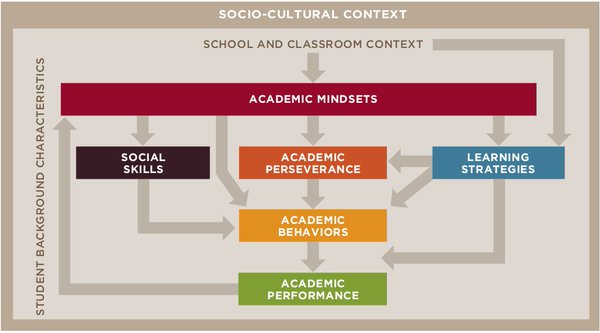 SOCIO-CULTURAL CONTEXT
SCHOOL AND CLASSROOM CONTEXT
STUDENT BACKGROUND CHARACTERISTICS
ACADEMIC MINDSETS
SOCIAL
SKILLS
ACADEMIC
PERSEVERANCE
LEARNING
STRATEGIES
ACADEMIC
BEHAVIORS
ACADEMIC
PERFORMANCE